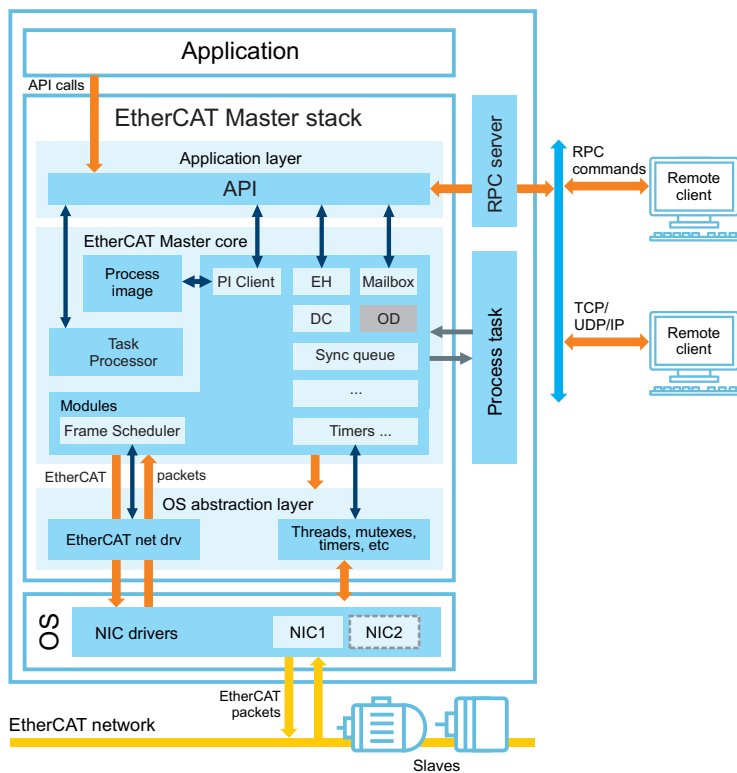 Application
API calls
EtherCAT Master stack
Application layer
API
RPC server
RPC
commands
Remote
client
EtherCAT Master core
Process
image
PI Client
EH
Mailbox
DC
OD
Task
Processor
Sync queue
...
Process task
TCP/
UDP/IP
Remote
client
Modules
Frame Scheduler
Timers ...
EtherCAT
packets
OS abstraction layer
EtherCAT net drv
Threads, mutexes,
timers, etc
OS
NIC drivers
NIC1
NIC2
EtherCAT
packets
EtherCAT network
Slaves